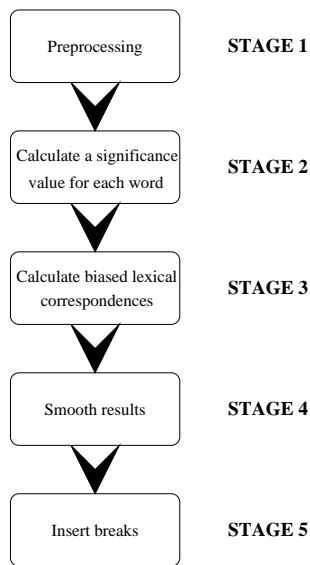 Preprocessing
STAGE 1
Calculate a significance
value for each word
STAGE 2
Calculate biased lexical
correspondences
STAGE 3
Smooth results
STAGE 4
Insert breaks
STAGE 5